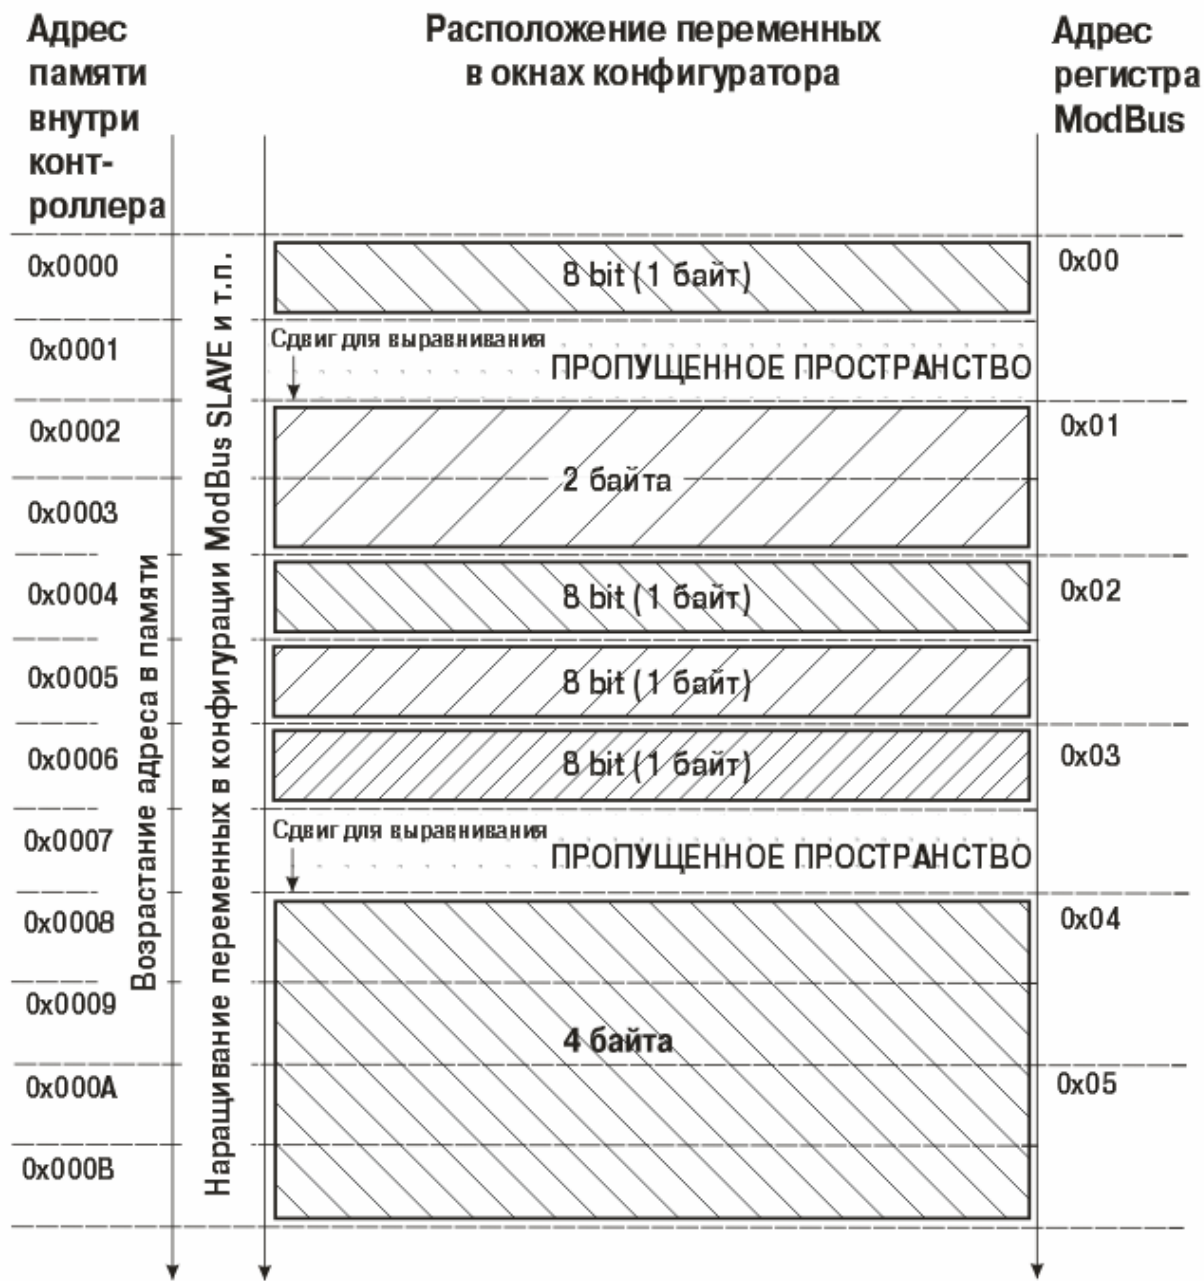 Адрес
памяти
внутри
конт-
роллера
Расположение переменных
в окнах конфигуратора
Адрес
регистра
ModBus
0x0000
8 bit (1 байт)
0x00
0x0001
Сдвиг для выравнивания
ПРОПУЩЕННОЕ ПРОСТРАНСТВО
0x0002
0x01
2 байта
0x0003
0x0004
8 bit (1 байт)
0x02
0x0005
8 bit (1 байт)
0x0006
8 bit (1 байт)
0x03
0x0007
Сдвиг для выравнивания
ПРОПУЩЕННОЕ ПРОСТРАНСТВО
0x0008
0x04
0x0009
4 байта
0x000A
0x05
0x000B
Возрастание адреса в памяти
Наращивание переменных в конфигурации ModBus SLAVE и т.п.